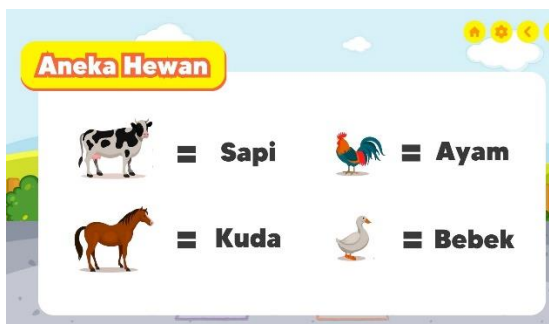 Aneka Hewan
= Sapi
= Ayam
= Kuda
= Bebek